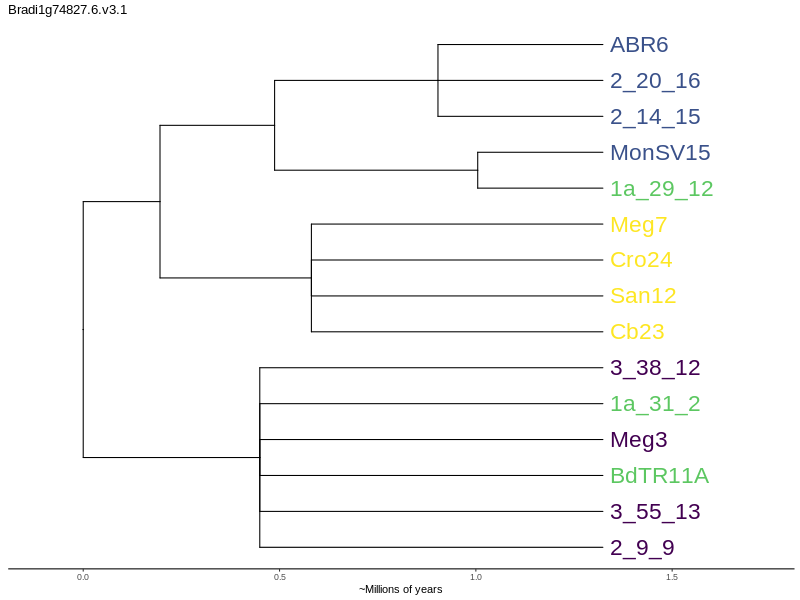 Bradi1g74827.6.v3.1
ABR6
2_20_16
2_14_15
MonSV15
1a_29_12
Meg7
Cro24
San12
Cb23
3_38_12
1a_31_2
Meg3
BdTR11A
3_55_13
2_9_9
0.0 0.5 1.0 1.5
~Millions of years